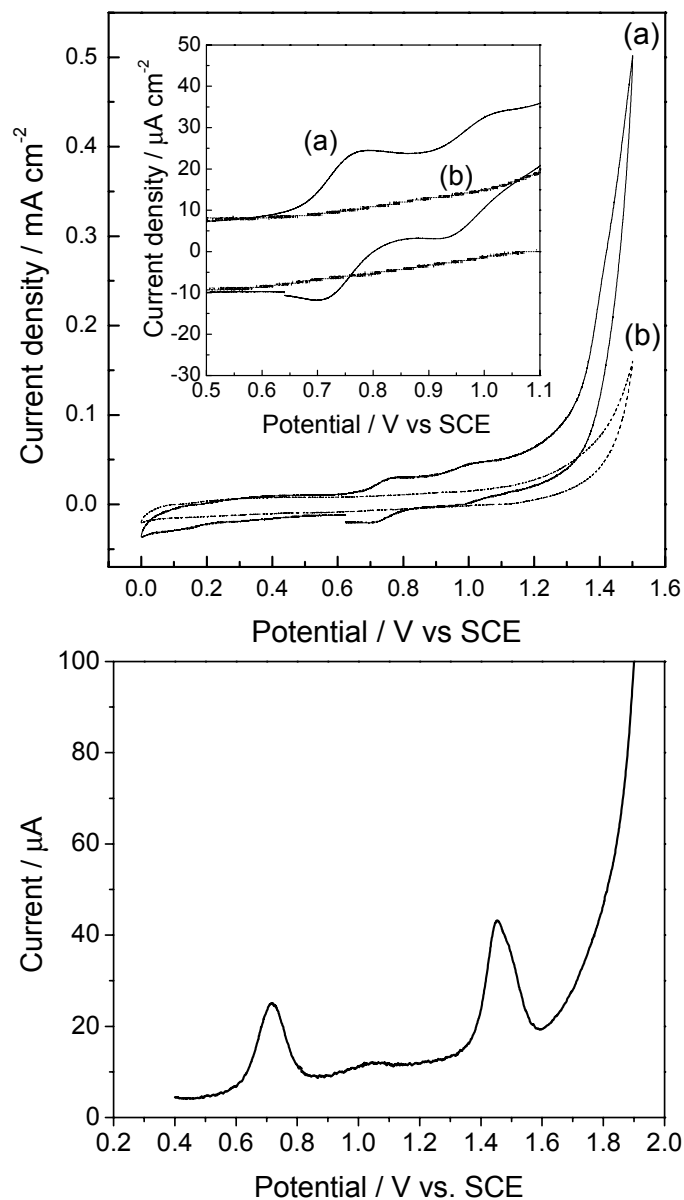 (a)
0.5
0.4
0.3
0.2
0.1
0.0
Current density / mA cm⁻²
50
40
30
20
10
0
-10
-20
-30
Current density / μA cm⁻²
(a)
(b)
0.5 0.6 0.7 0.8 0.9 1.0 1.1
Potential / V vs SCE
(b)
0.0 0.2 0.4 0.6 0.8 1.0 1.2 1.4 1.6
Potential / V vs SCE
100
80
60
40
20
0
Current / μA
0.2 0.4 0.6 0.8 1.0 1.2 1.4 1.6 1.8 2.0
Potential / V vs. SCE